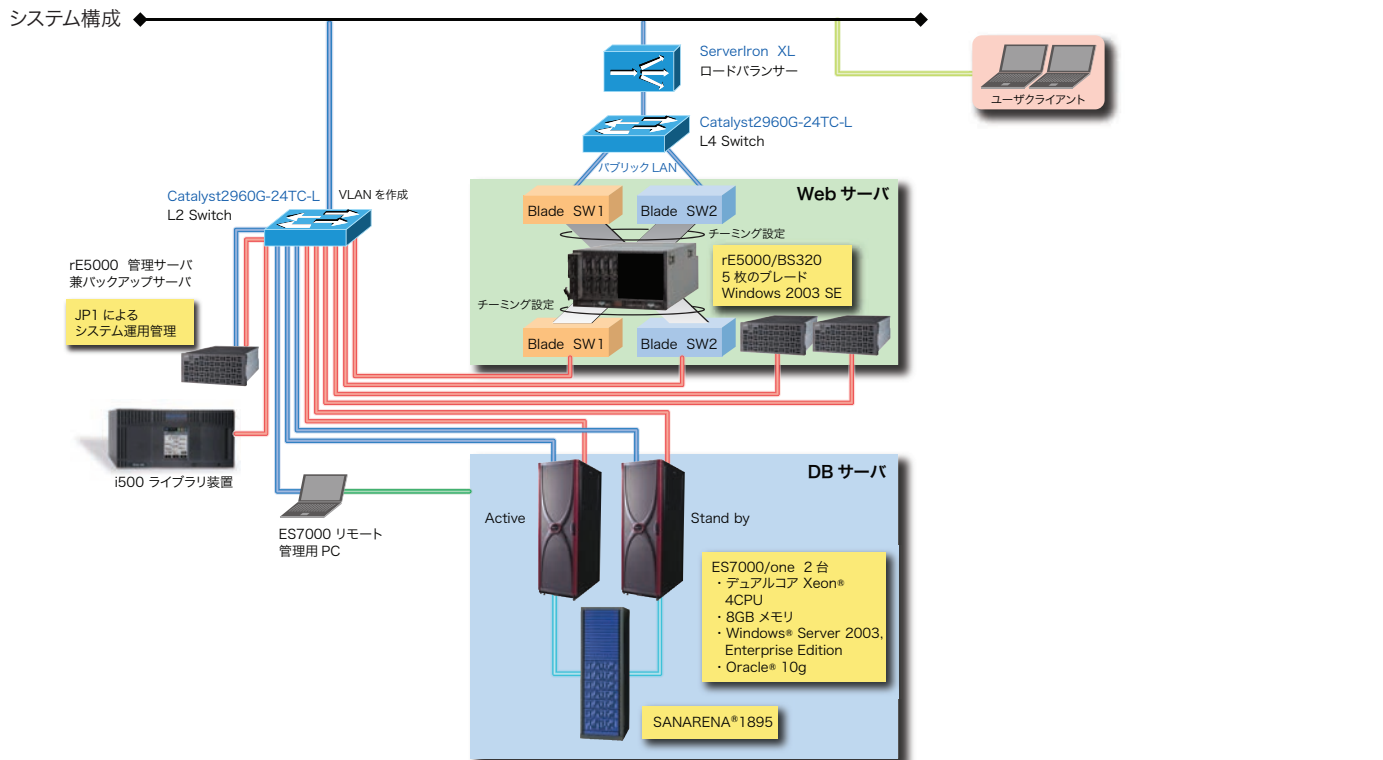 システム構成
ServerIron XL
ロードバランサー
ユーザクライアント
Catalyst2960G-24TC-L
L4 Switch
パブリック LAN
Catalyst2960G-24TC-L
L2 Switch
VLAN を作成
Web サーバ
Blade SW1
Blade SW2
チーミング設定
rE5000/BS320
5 枚のブレード
Windows 2003 SE
チーミング設定
Blade SW1
Blade SW2
rE5000 管理サーバ
兼バックアップサーバ
JP1 による
システム運用管理
i500 ライブラリ装置
ES7000 リモート
管理用 PC
DB サーバ
Active
Stand by
ES7000/one 2 台
・デュアルコア Xeon®
4CPU
・8GB メモリ
・Windows® Server 2003,
Enterprise Edition
・Oracle® 10g
SANARENA®1895